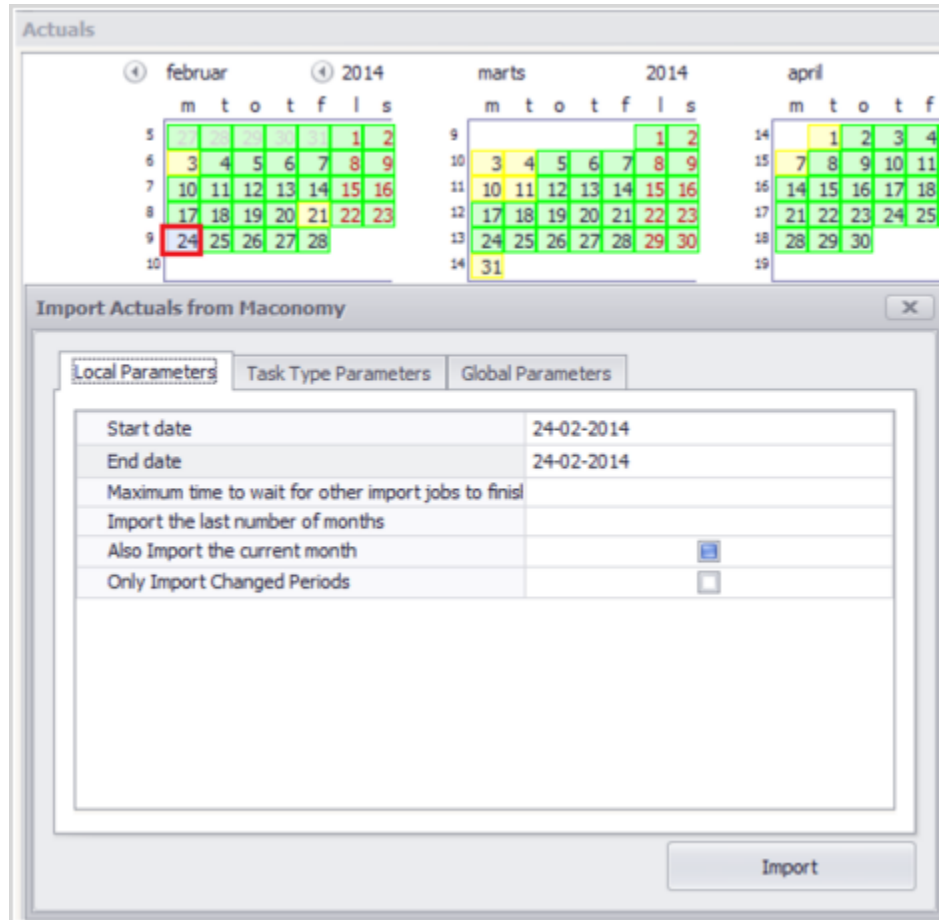 Actuals
februar 2014 marts 2014 april
m t o t f l s m t o t f l s m t o t f
5 27 28 29 30 31 1 2 9 1 2 14 1 2 3 4
6 3 4 5 6 7 8 9 10 3 4 5 6 7 8 9 15 7 8 9 10 11
7 10 11 12 13 14 15 16 11 10 11 12 13 14 15 16 16 14 15 16 17 18
8 17 18 19 20 21 22 23 12 17 18 19 20 21 22 23 17 21 22 23 24 25
9 24 25 26 27 28 13 24 25 26 27 28 29 30 18 28 29 30
10 14 31 19
Import Actuals from Maconomy
Local Parameters Task Type Parameters Global Parameters
Start date 24-02-2014
End date 24-02-2014
Maximum time to wait for other import jobs to finisl
Import the last number of months
Also Import the current month
Only Import Changed Periods
Import